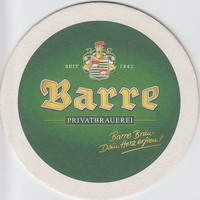 SEIT 1842
Barre
PRIVATBRAUEREI
Barre Bräu
Dein Herz erfreu!